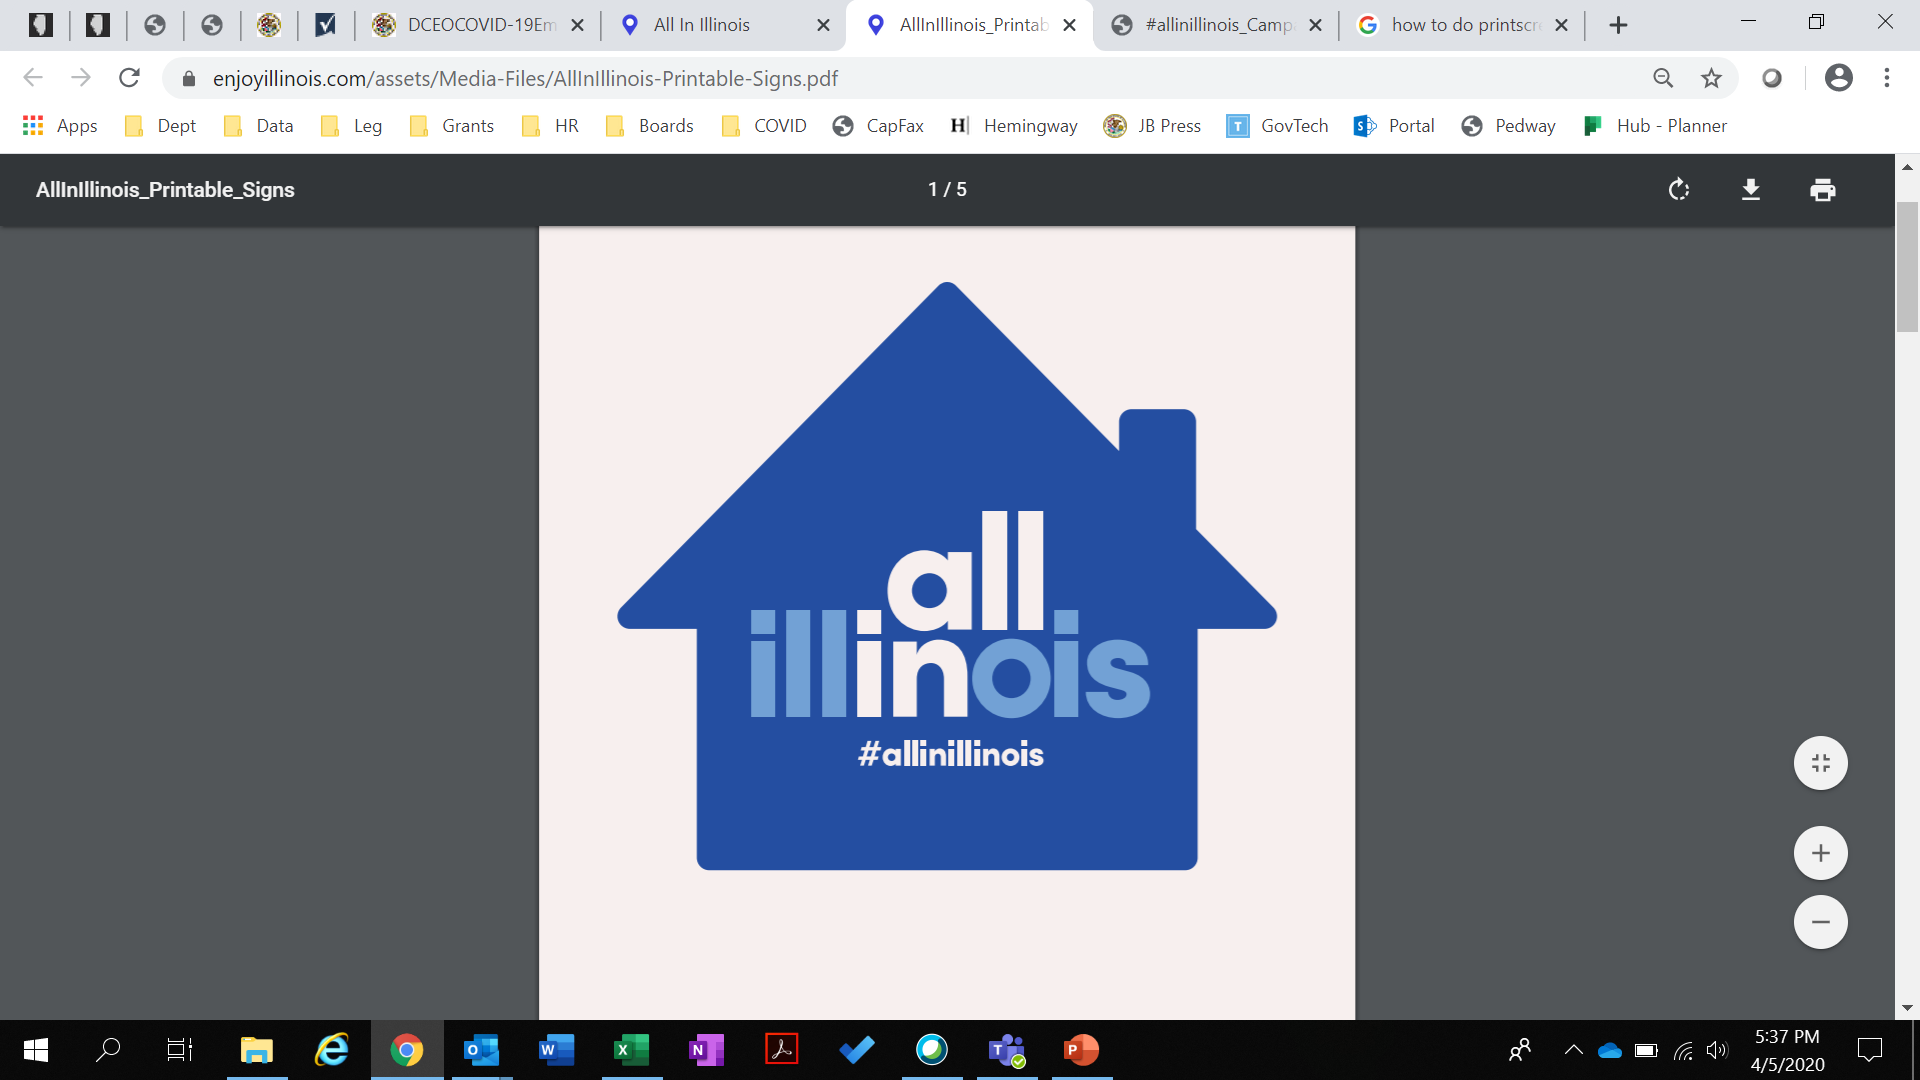 DCEOCOVID-19Em
All In Illinois
AllInIllinois_Printab
#allinillinois_Camp
how to do printscre
enjoyillinois.com/assets/Media-Files/AllInIllinois-Printable-Signs.pdf
Apps
Dept
Data
Leg
Grants
HR
Boards
COVID
CapFax
H
Hemingway
JB Press
T
GovTech
S
Portal
Pedway
Hub - Planner
AllInIllinois_Printable_Signs
1 / 5
all
illinois
#allinillinois
5:37 PM
4/5/2020